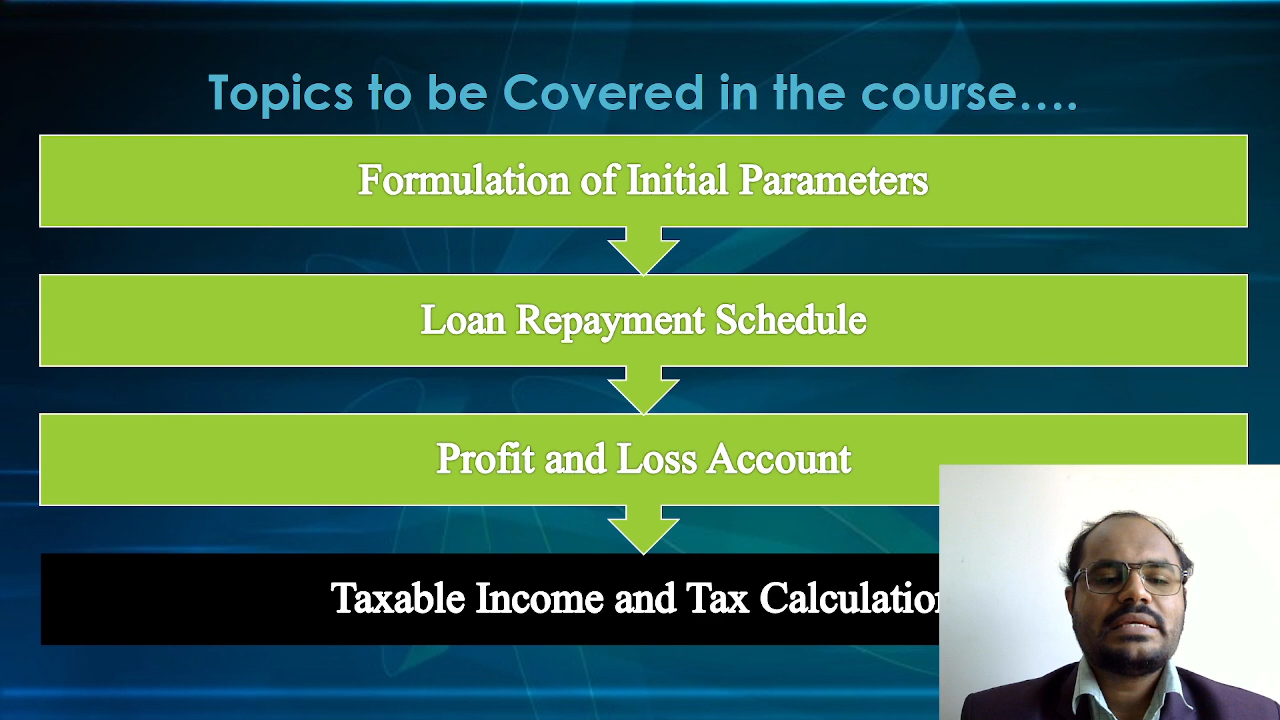 Topics to be Covered in the course....
Formulation of Initial Parameters
Loan Repayment Schedule
Profit and Loss Account
Taxable Income and Tax